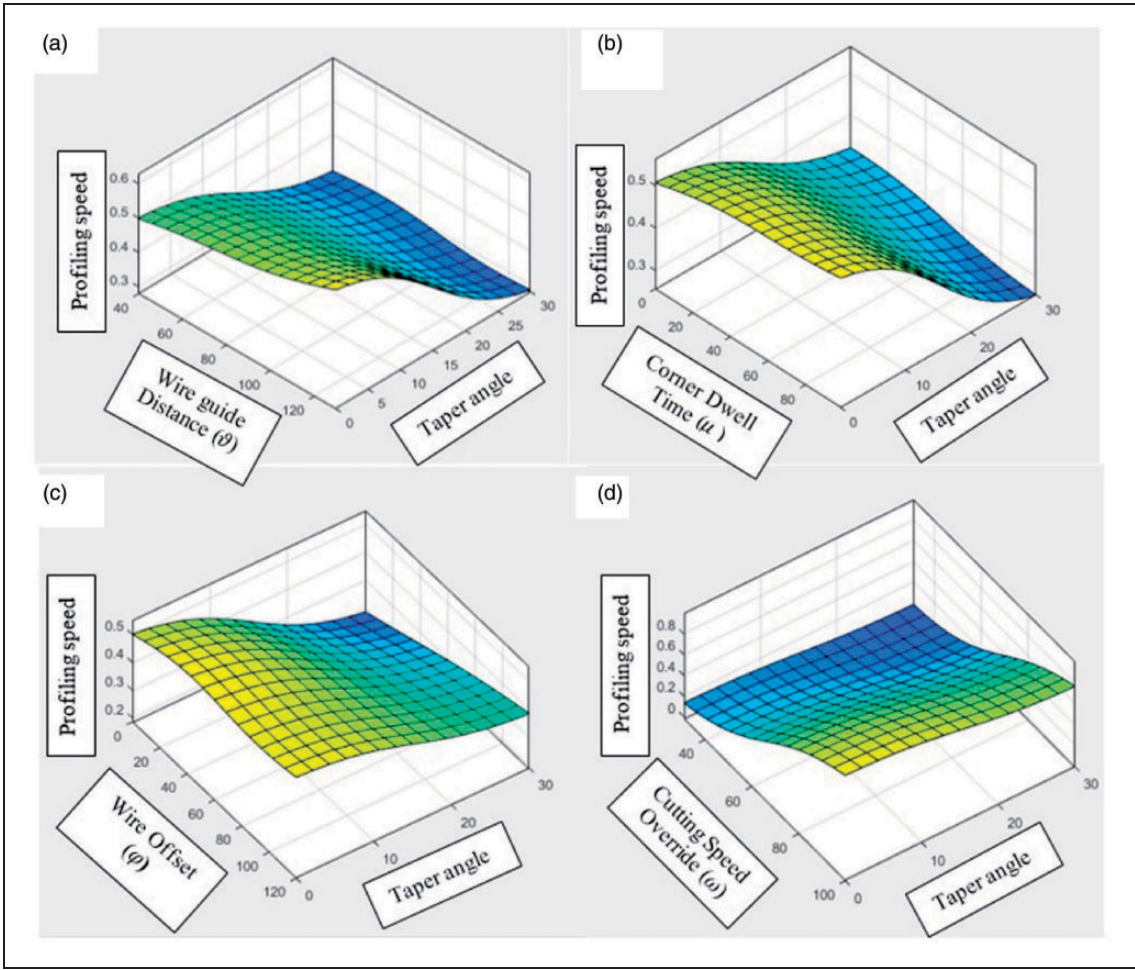 (a)
Profiling speed
0.6
0.5
0.4
0.3
40
60
80
100
120
0
5
10
15
20
25
30
Wire guide
Distance (ϑ)
Taper angle
(b)
Profiling speed
0.5
0.4
0.3
0
20
40
60
80
0
10
20
30
Corner Dwell
Time (μ )
Taper angle
(c)
Profiling speed
0.5
0.4
0.3
0.2
0
20
40
60
80
100
120
0
10
20
30
Wire Offset
(φ)
Taper angle
(d)
Profiling speed
0.8
0.6
0.4
0.2
0
40
60
80
100
0
10
20
30
Cutting Speed
Override (ω)
Taper angle